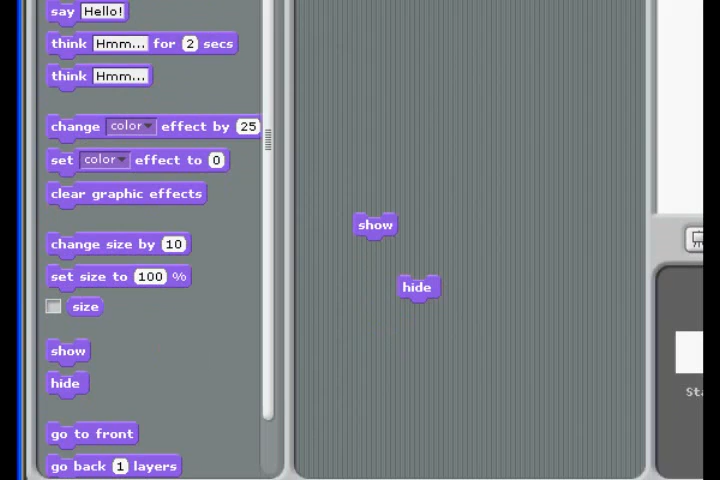 say Hello!
think Hmm... for 2 secs
think Hmm...
change color effect by 25
set color effect to 0
clear graphic effects
change size by 10
set size to 100 %
size
show
hide
go to front
go back 1 layers
show
hide